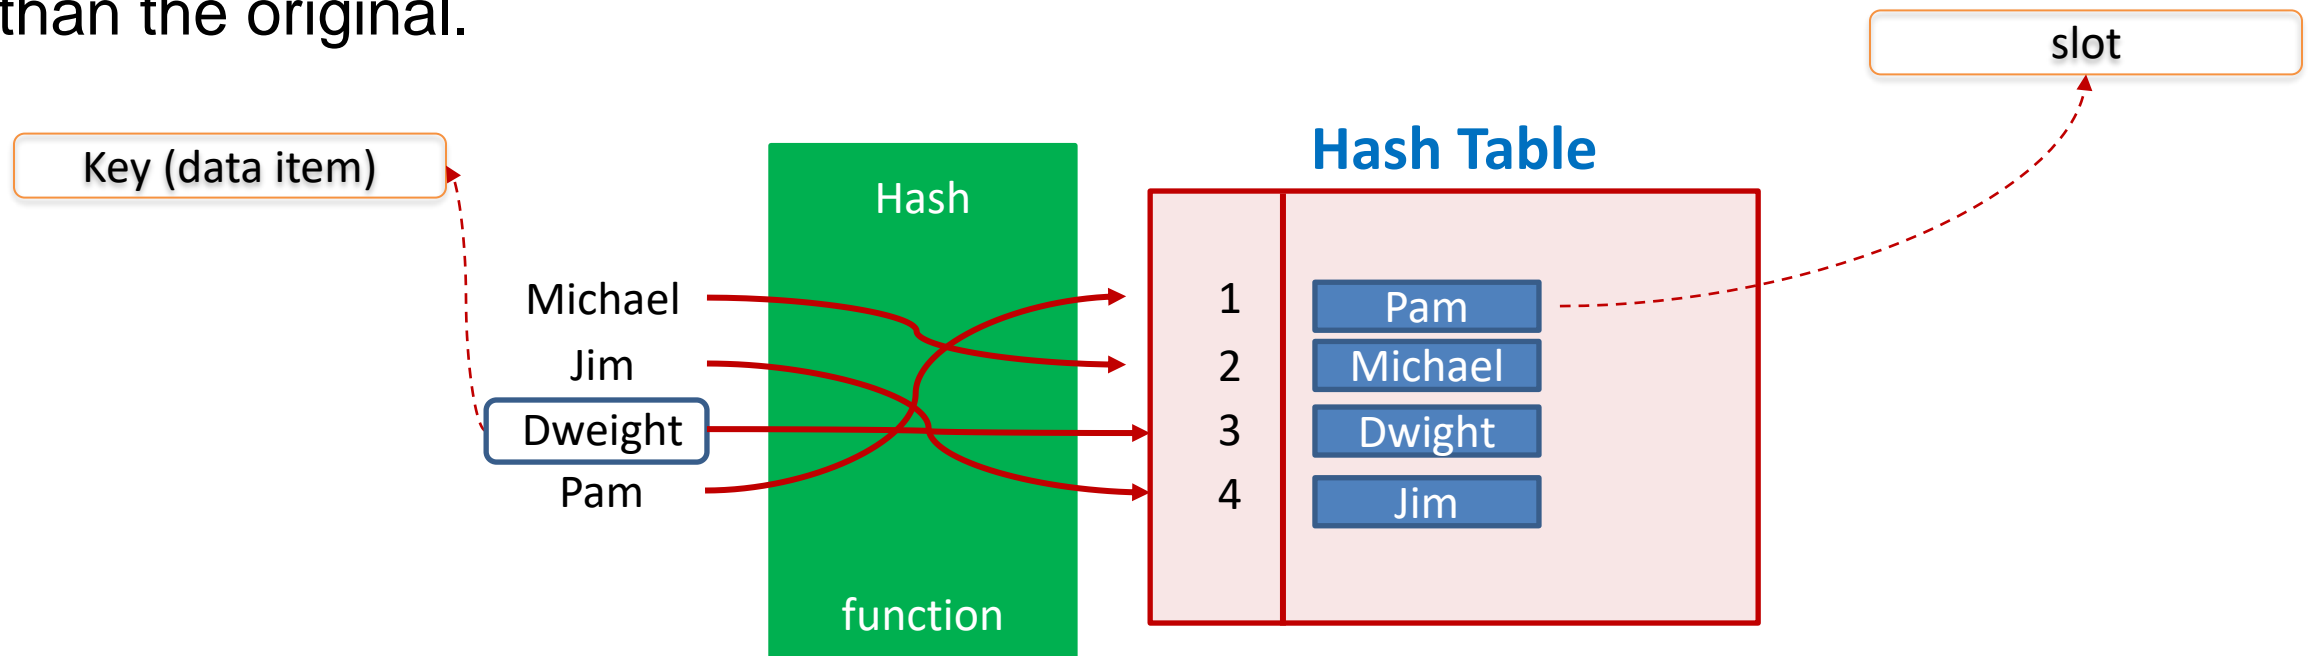 than the original.
slot
Hash Table
Key (data item)
Hash
Michael
1
Pam
Jim
2
Michael
Dweight
3
Dwight
Pam
4
Jim
function